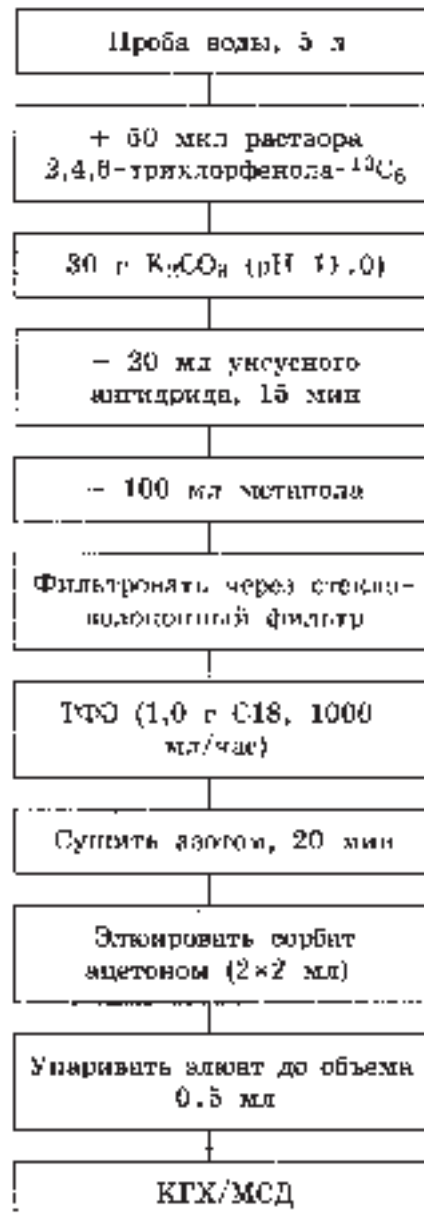 Проба воды, 5 л
+ 50 мкл раствора
2,4,6-трихлорфенола-¹³C₆
30 г K₂CO₃ (pH 11,0)
– 20 мл уксусного
ангидрида, 15 мин
– 100 мл метанола
Фильтровать через стекло-
волоконный фильтр
ТФЭ (1,0 г C18, 1000
мл/час)
Сушить азотом, 20 мин
Элюировать сорбат
ацетоном (2×2 мл)
Упаривать элюат до объема
0.5 мл
КГХ/МСД